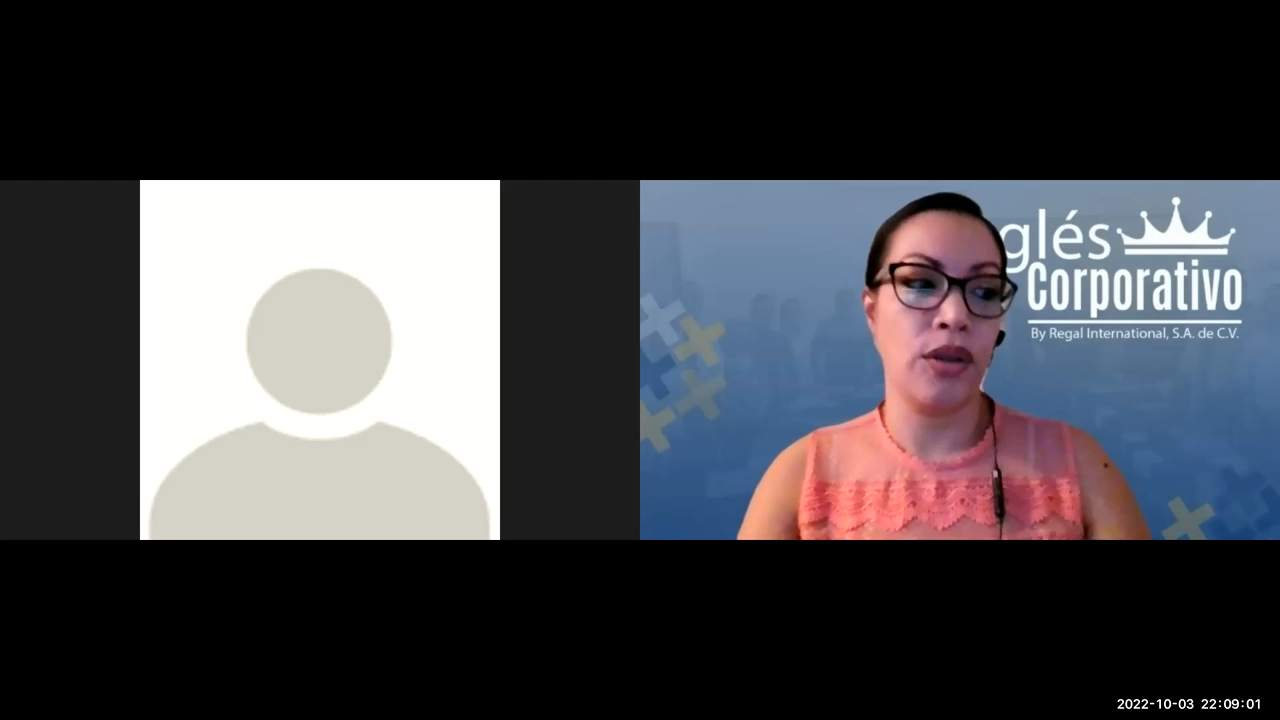 glés
Corporativo
By Regal International, S.A. de C.V.
2022-10-03 22:09:01